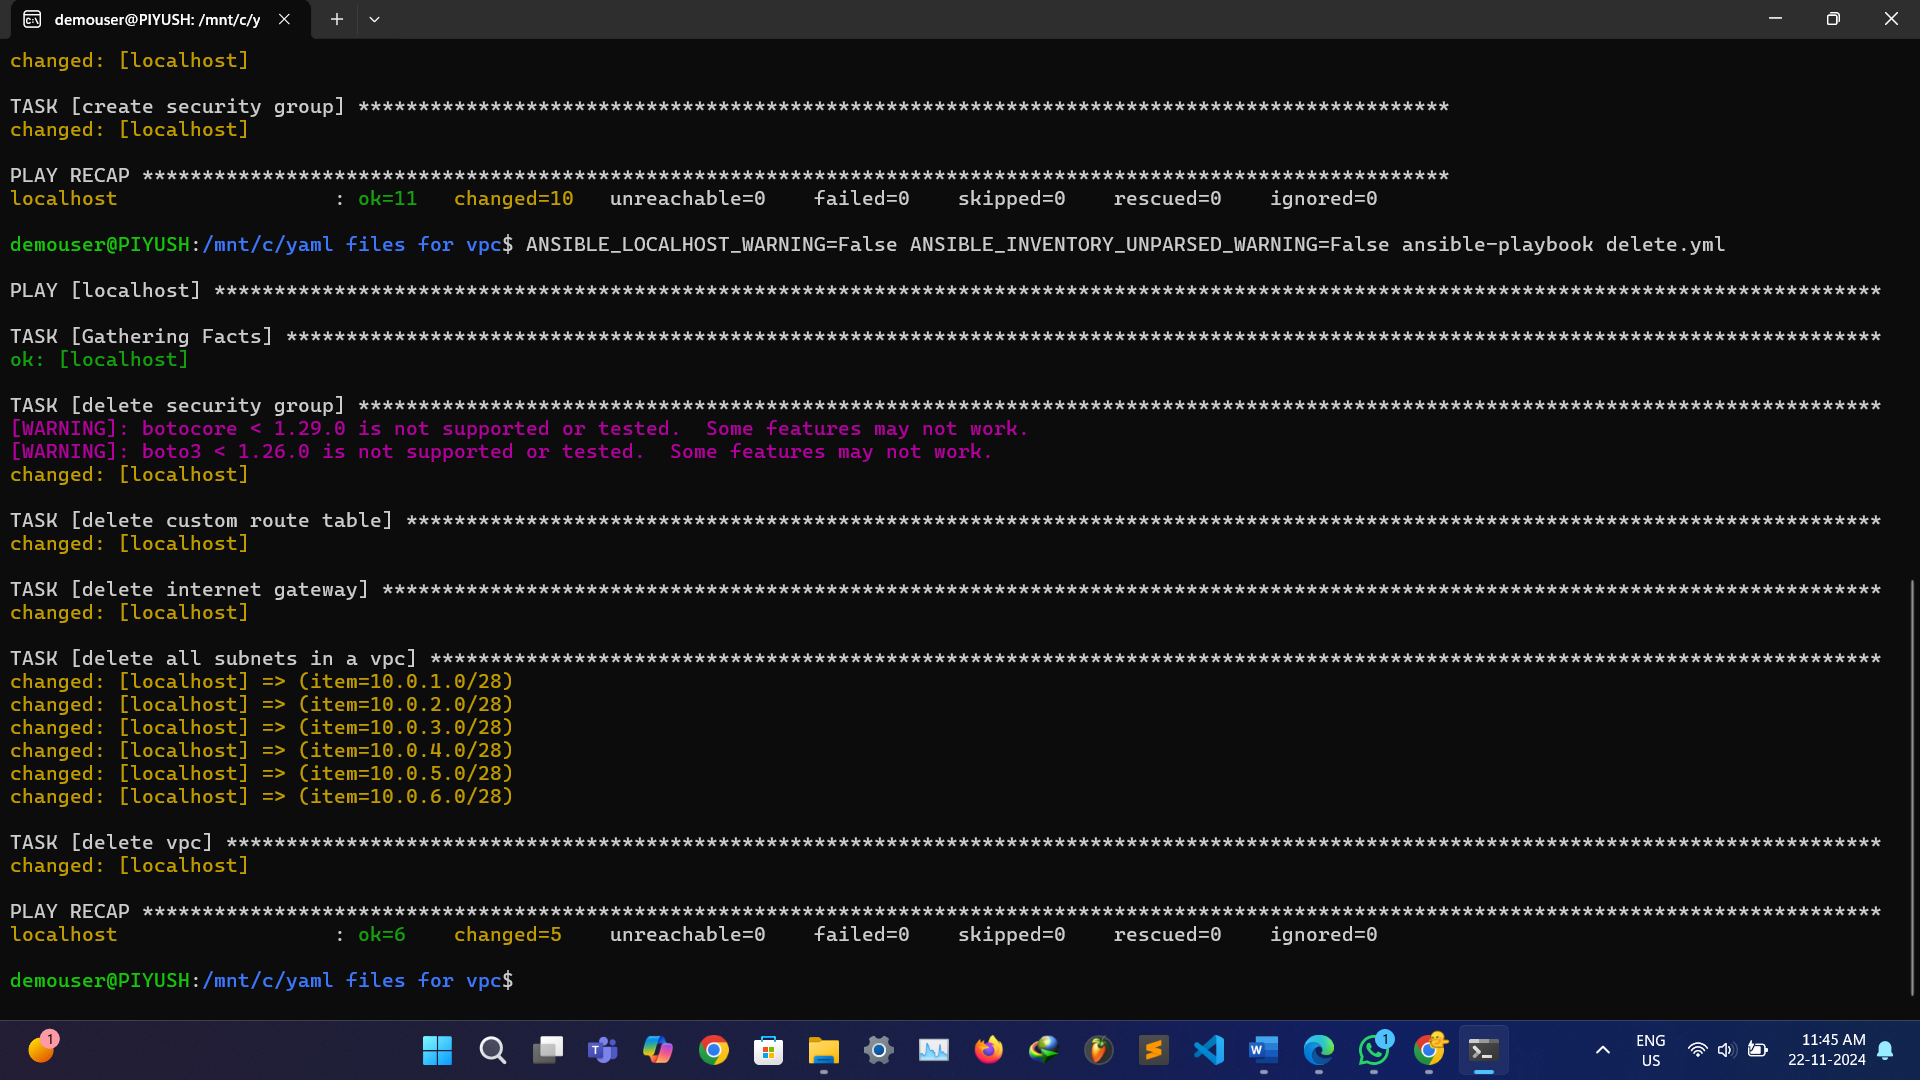 demouser@PIYUSH: /mnt/c/y
changed: [localhost]
TASK [create security group] *******************************************************************************************
changed: [localhost]
PLAY RECAP *************************************************************************************************************
localhost                  : ok=11   changed=10   unreachable=0    failed=0    skipped=0    rescued=0    ignored=0
demouser@PIYUSH:/mnt/c/yaml files for vpc$ ANSIBLE_LOCALHOST_WARNING=False ANSIBLE_INVENTORY_UNPARSED_WARNING=False ansible-playbook delete.yml
PLAY [localhost] *******************************************************************************************************************************************
TASK [Gathering Facts] *************************************************************************************************************************************
ok: [localhost]
TASK [delete security group] *******************************************************************************************************************************
[WARNING]: botocore < 1.29.0 is not supported or tested.  Some features may not work.
[WARNING]: boto3 < 1.26.0 is not supported or tested.  Some features may not work.
changed: [localhost]
TASK [delete custom route table] ***************************************************************************************************************************
changed: [localhost]
TASK [delete internet gateway] *****************************************************************************************************************************
changed: [localhost]
TASK [delete all subnets in a vpc] *************************************************************************************************************************
changed: [localhost] => (item=10.0.1.0/28)
changed: [localhost] => (item=10.0.2.0/28)
changed: [localhost] => (item=10.0.3.0/28)
changed: [localhost] => (item=10.0.4.0/28)
changed: [localhost] => (item=10.0.5.0/28)
changed: [localhost] => (item=10.0.6.0/28)
TASK [delete vpc] ******************************************************************************************************************************************
changed: [localhost]
PLAY RECAP *************************************************************************************************************************************************
localhost                  : ok=6    changed=5    unreachable=0    failed=0    skipped=0    rescued=0    ignored=0
demouser@PIYUSH:/mnt/c/yaml files for vpc$
1
1
ENG
US
11:45 AM
22-11-2024